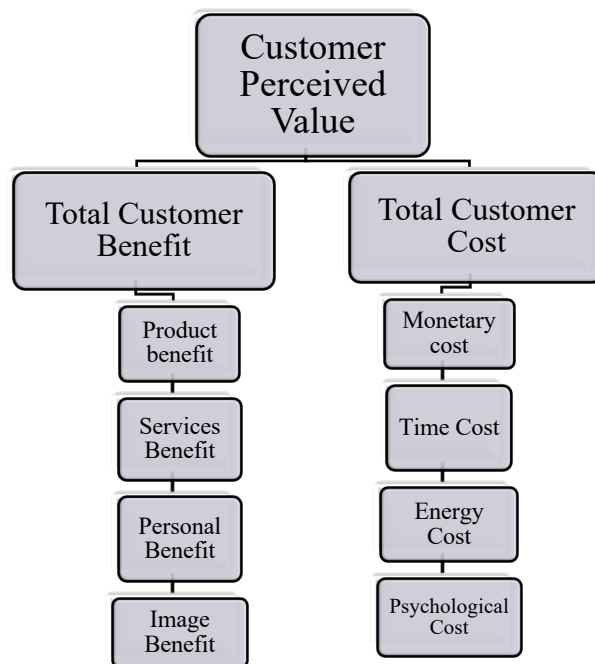 Customer
Perceived
Value
Total Customer
Benefit
Product
benefit
Services
Benefit
Personal
Benefit
Image
Benefit
Total Customer
Cost
Monetary
cost
Time Cost
Energy
Cost
Psychological
Cost